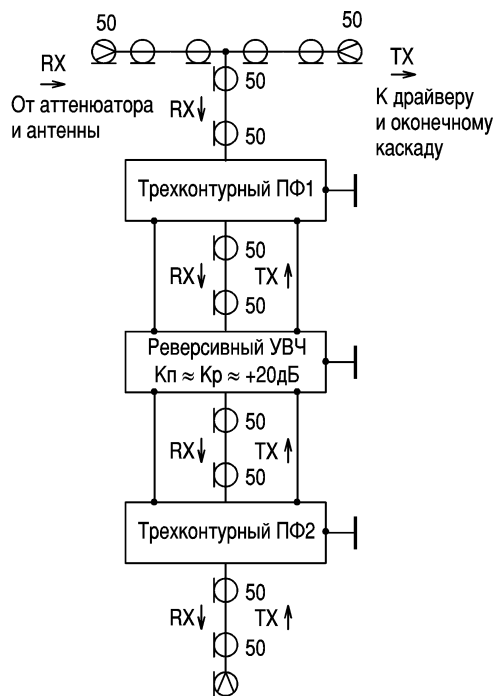 50
50
RX
От аттенюатора
и антенны
TX
К драйверу
и оконечному
каскаду
50
RX
50
Трехконтурный ПФ1
50
RX
TX
50
Реверсивный УВЧ
Кп ≈ Кр ≈ +20дБ
50
RX
TX
50
Трехконтурный ПФ2
50
RX
TX
50